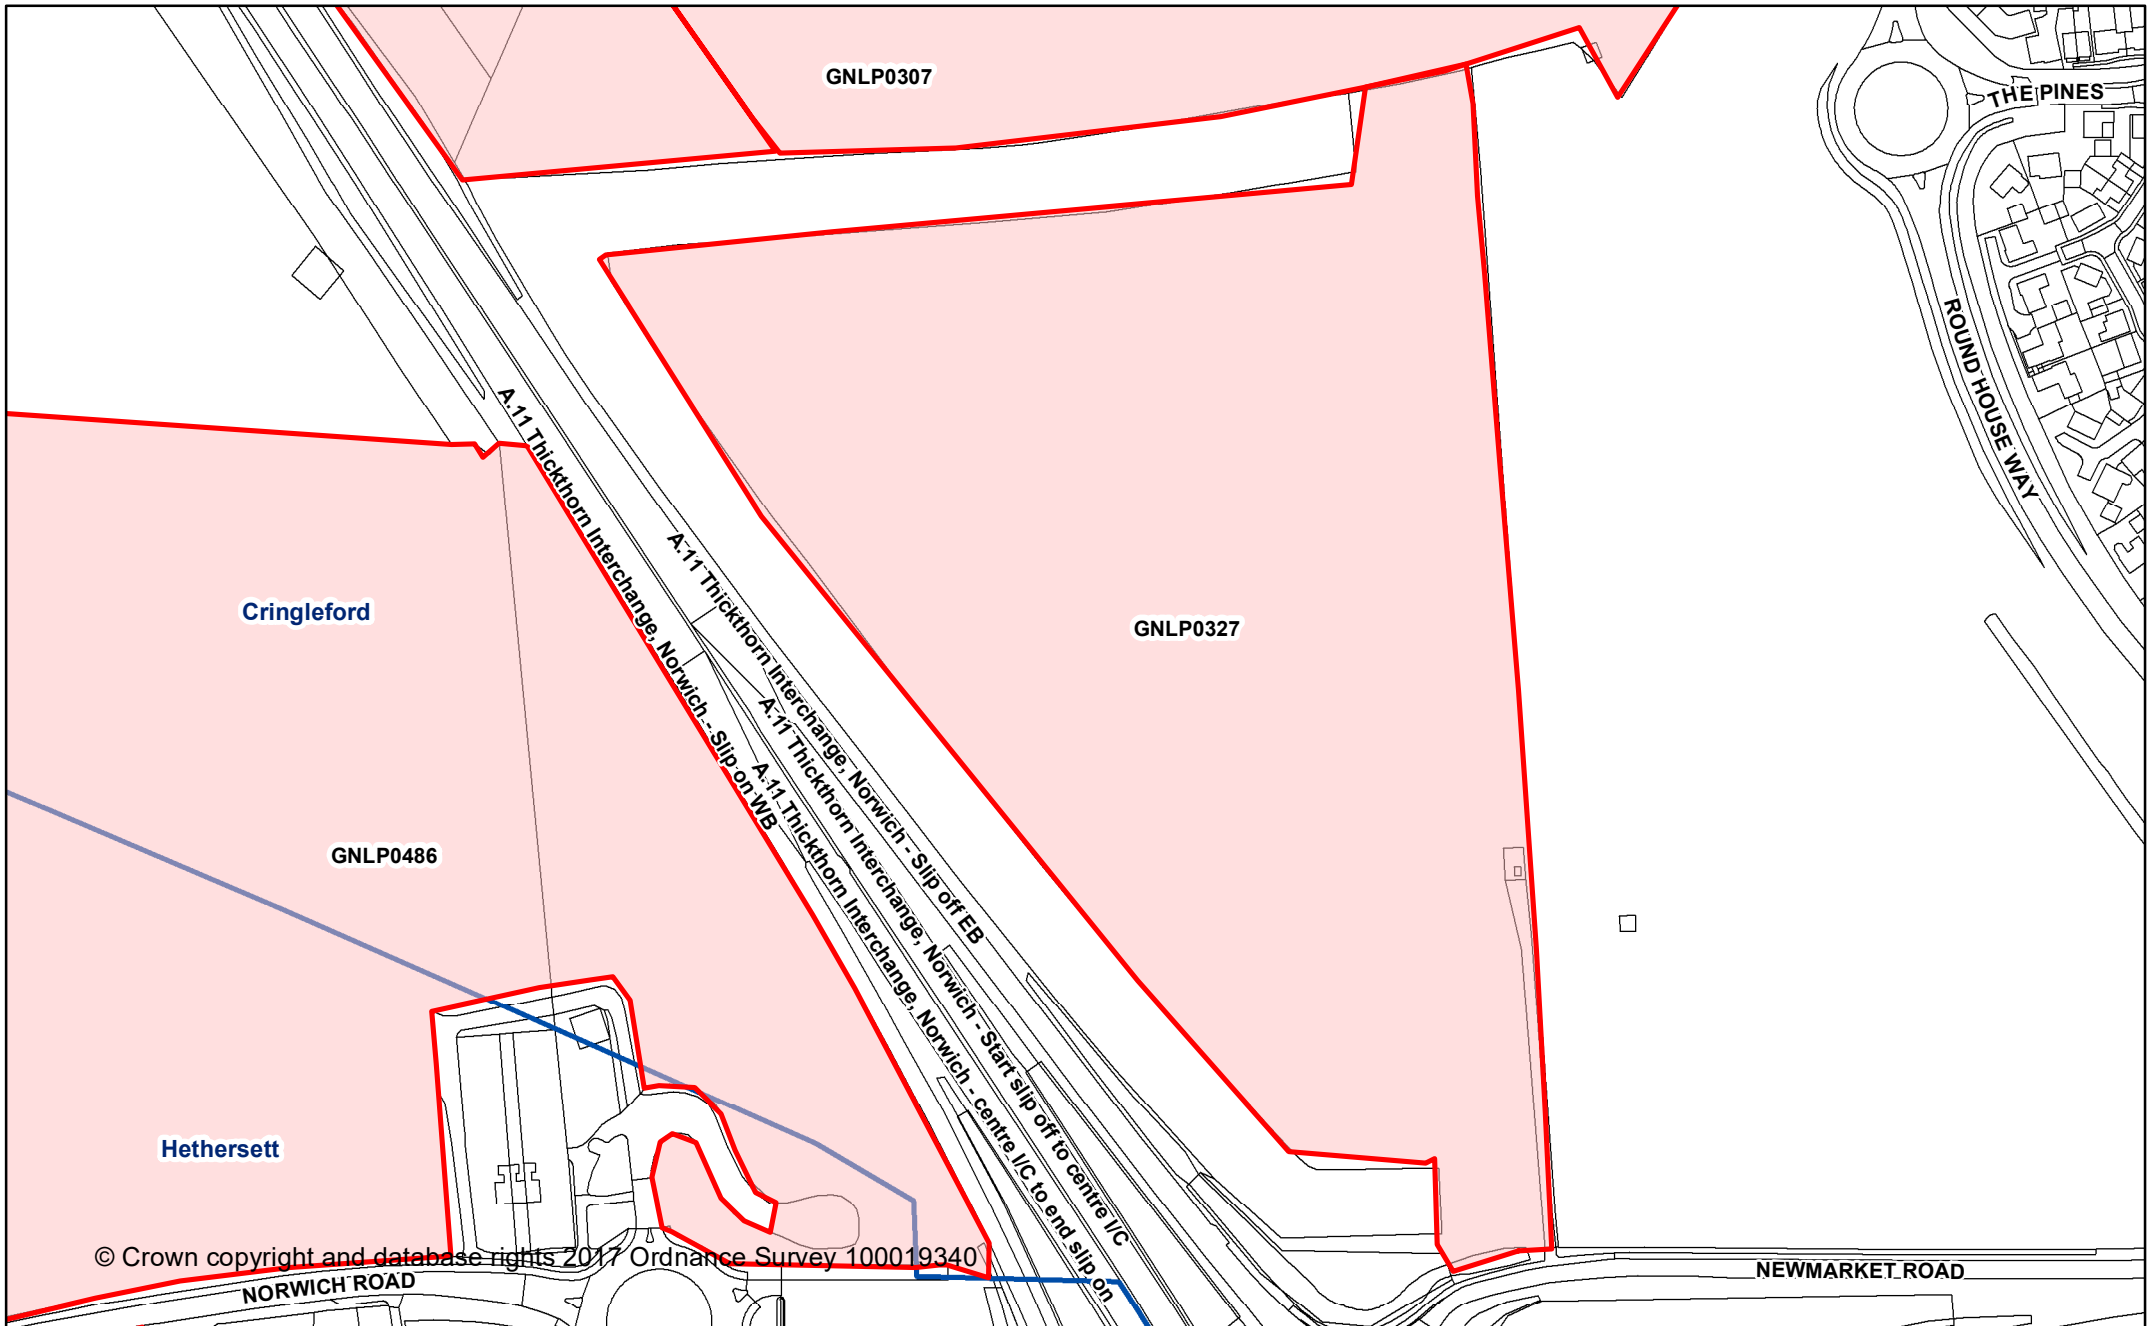 GNLP0307
THE PINES
ROUND HOUSE WAY
A.11 Thickthorn Interchange, Norwich - Slip on WB
A.11 Thickthorn Interchange, Norwich - Slip off EB
Cringleford
GNLP0327
A.11 Thickthorn Interchange, Norwich - Start slip off to centre I/C
A.11 Thickthorn Interchange, Norwich - centre I/C to end slip on
GNLP0486
Hethersett
© Crown copyright and database rights 2017 Ordnance Survey 100019340
NORWICH ROAD
NEWMARKET ROAD